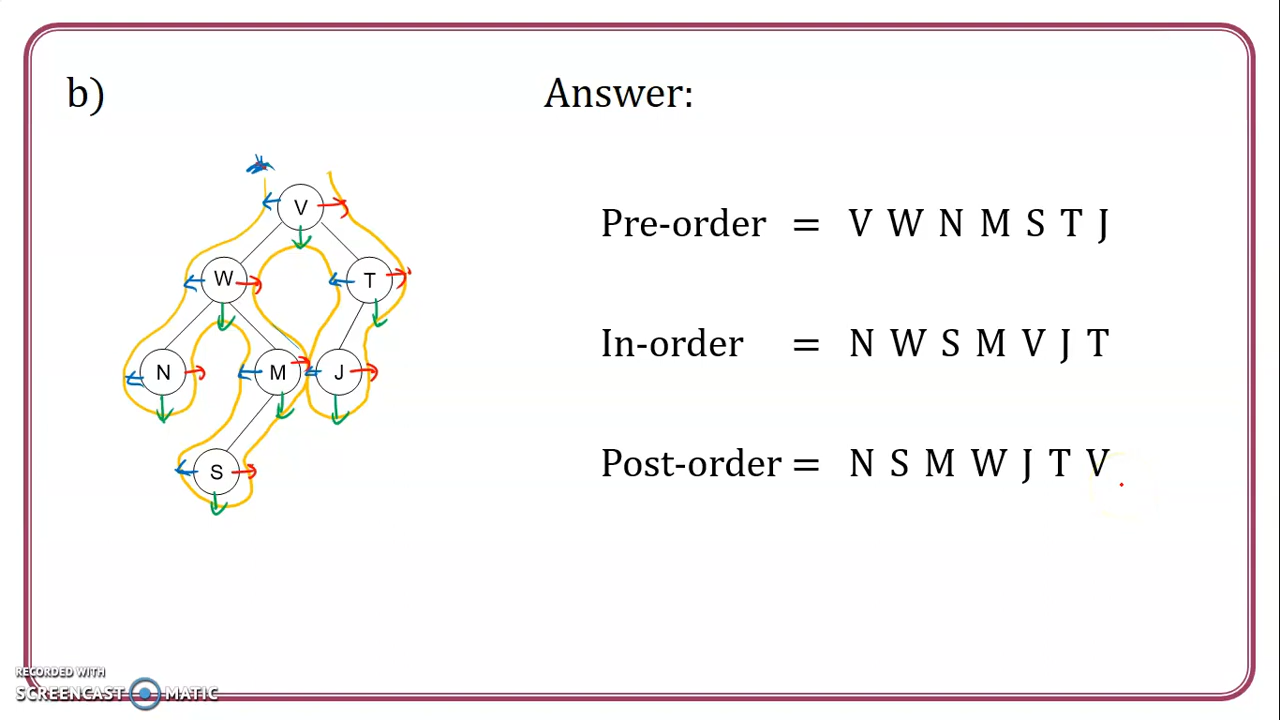 b)
Answer:
V
W
T
N
M
J
S
Pre-order = V W N M S T J
In-order = N W S M V J T
Post-order = N S M W J T V
RECORDED WITH
SCREENCAST MATIC